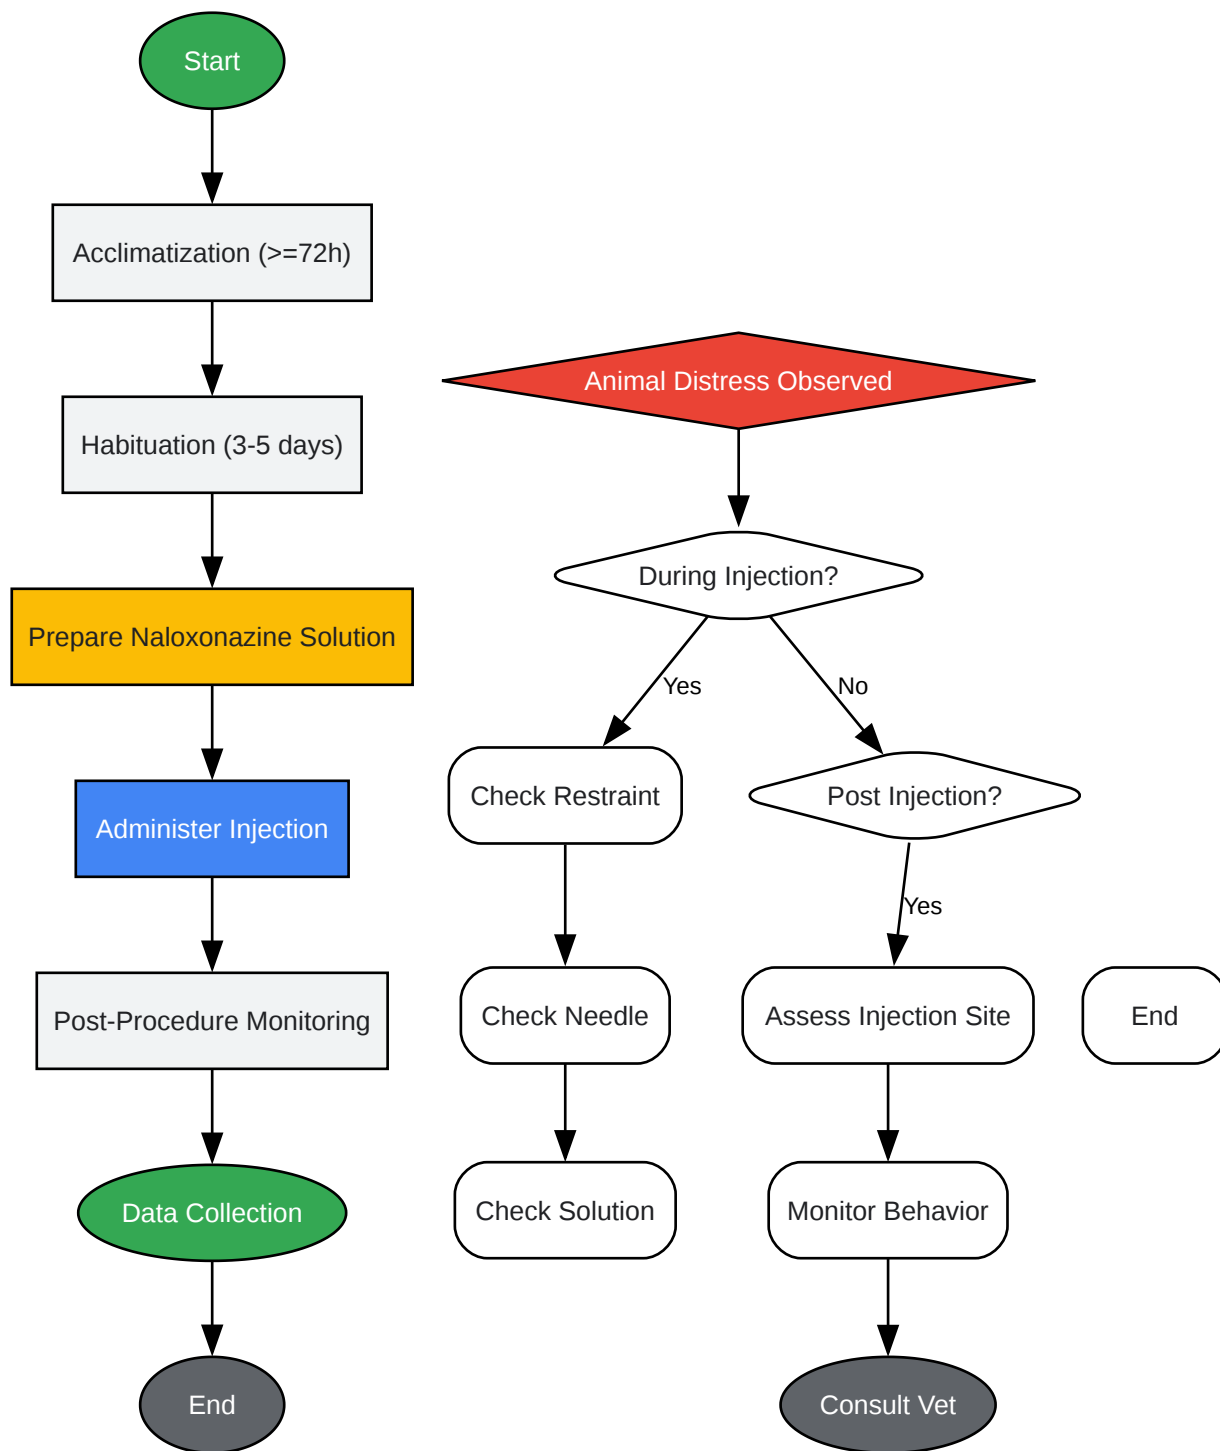 Start
Acclimatization (>=72h)
Habituation (3-5 days)
Prepare Naloxonazine Solution
Administer Injection
Post-Procedure Monitoring
Data Collection
End
Animal Distress Observed
During Injection?
Yes
No
Check Restraint
Post Injection?
Yes
Check Needle
Assess Injection Site
End
Check Solution
Monitor Behavior
Consult Vet